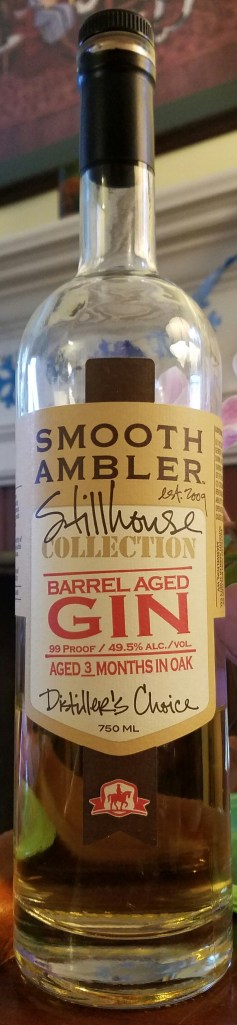 SMOOTH
AMBLER
est. 2009
Stillhouse
COLLECTION
BARREL AGED
GIN
99 PROOF / 49.5% ALC./VOL.
AGED 3 MONTHS IN OAK
Distiller's Choice
750 ML